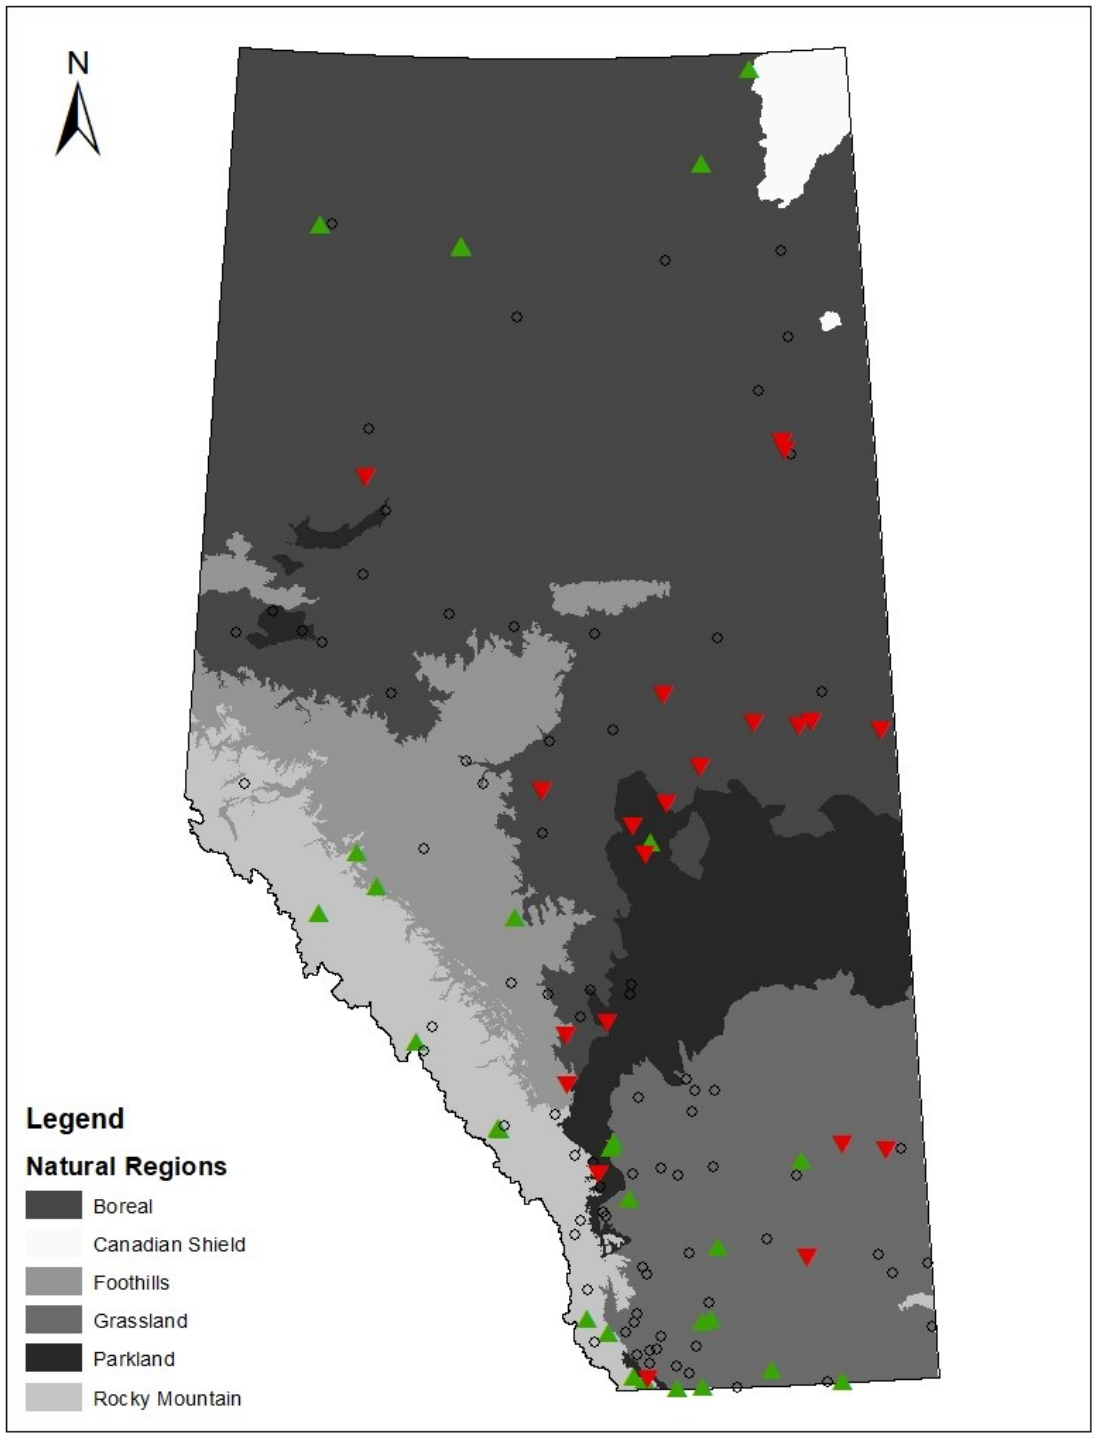 N
Legend
Natural Regions
Boreal
Canadian Shield
Foothills
Grassland
Parkland
Rocky Mountain